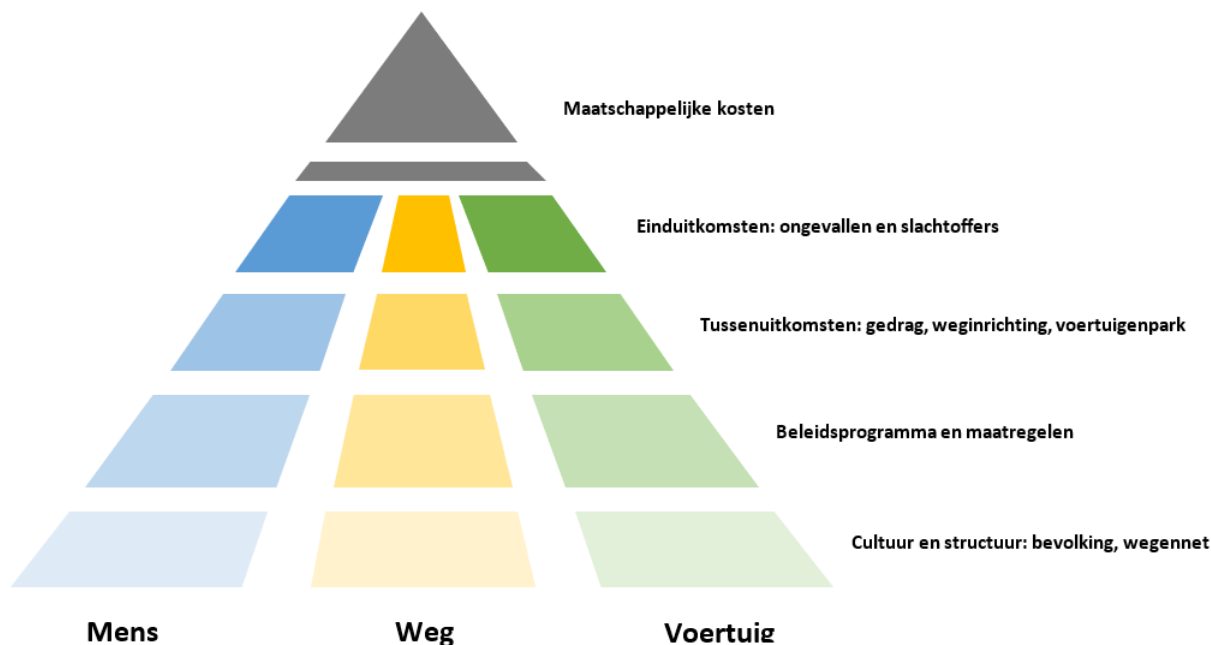 Maatschappelijke kosten
Einduitkomsten: ongevallen en slachtoffers
Tussenuitkomsten: gedrag, weginrichting, voertuigenpark
Beleidsprogramma en maatregelen
Cultuur en structuur: bevolking, wegennet
Mens
Weg
Voertuig